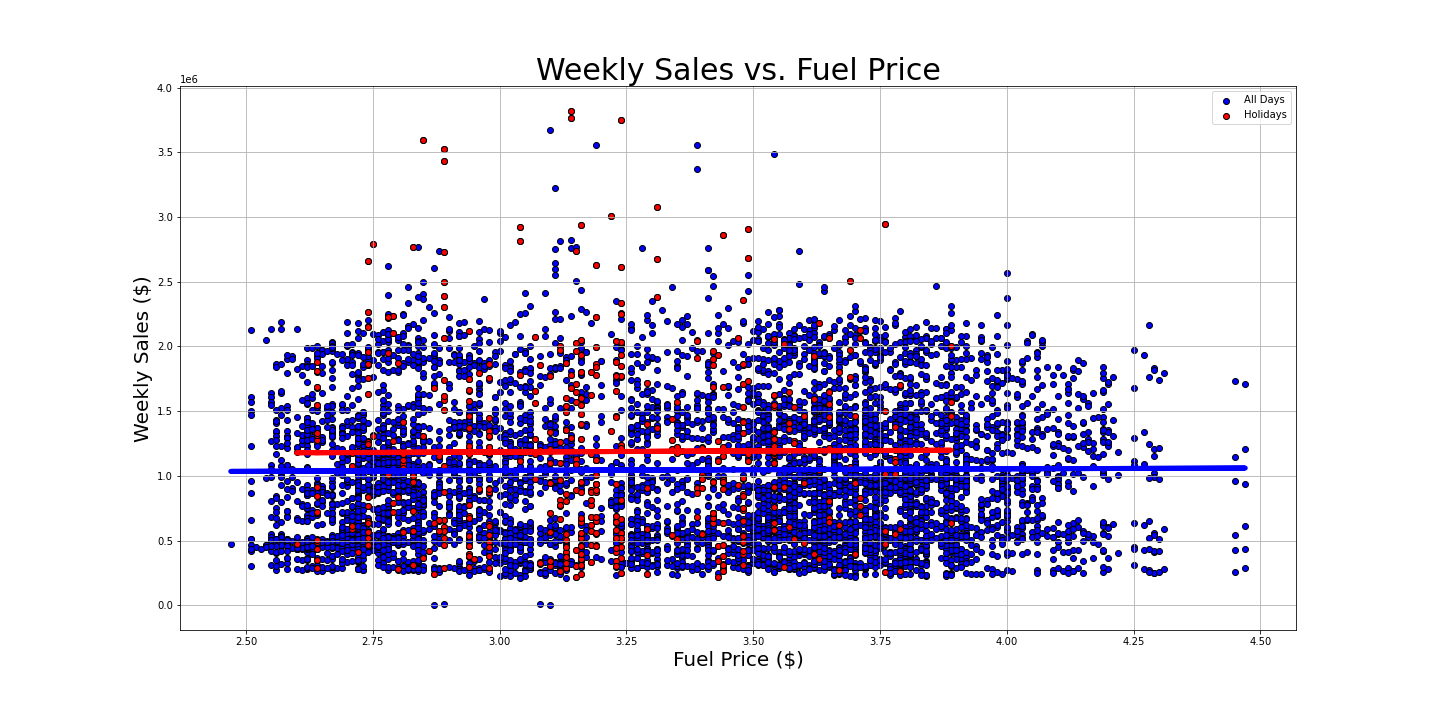 Weekly Sales vs. Fuel Price
1e6
4.0
3.5
3.0
2.5
2.0
1.5
1.0
0.5
0.0
Weekly Sales ($)
All Days
Holidays
2.50 2.75 3.00 3.25 3.50 3.75 4.00 4.25 4.50
Fuel Price ($)